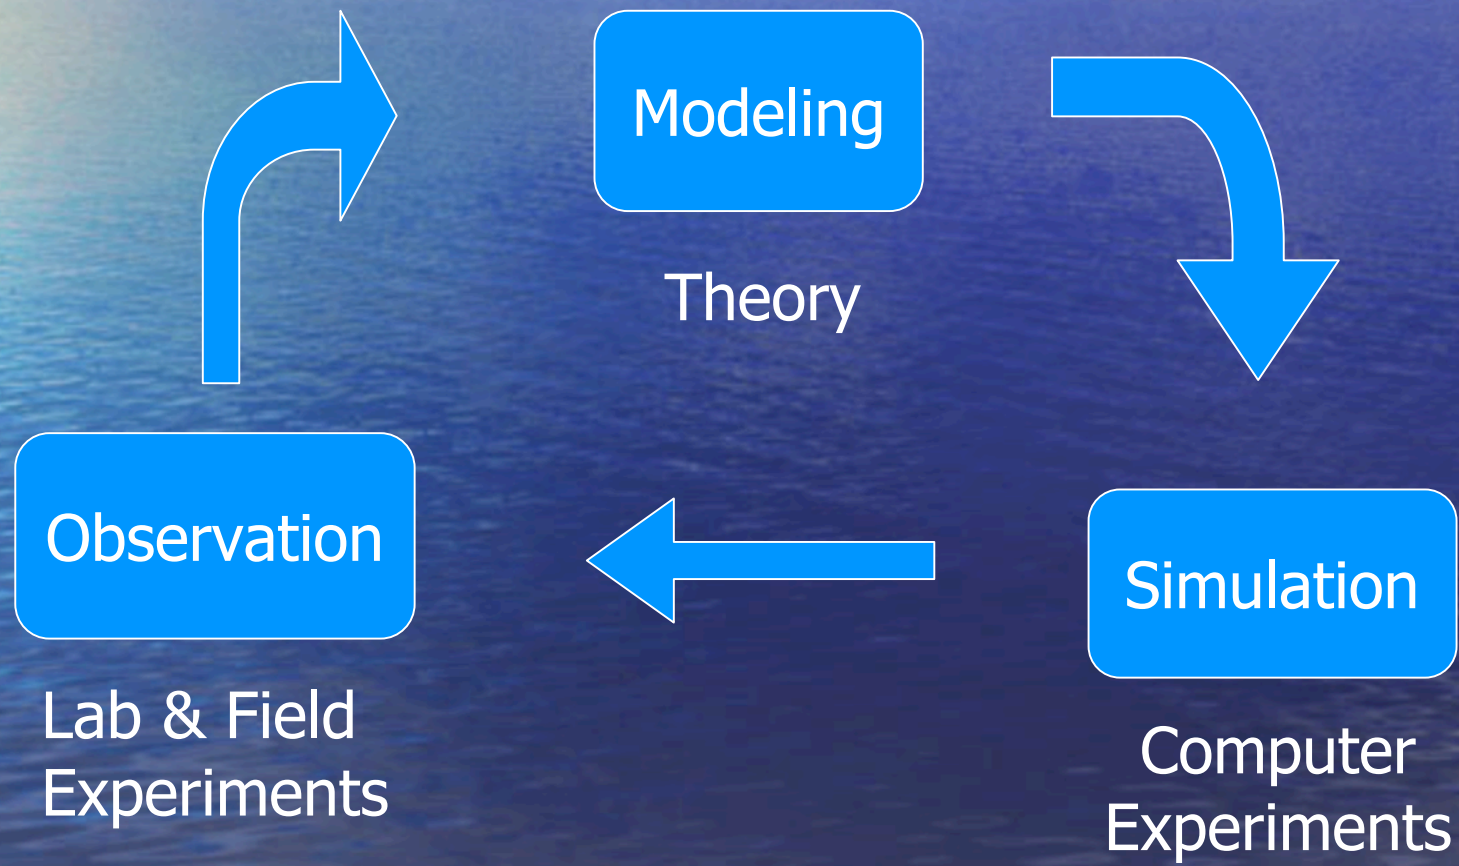 Modeling
Theory
Observation
Lab & Field
Experiments
Simulation
Computer
Experiments